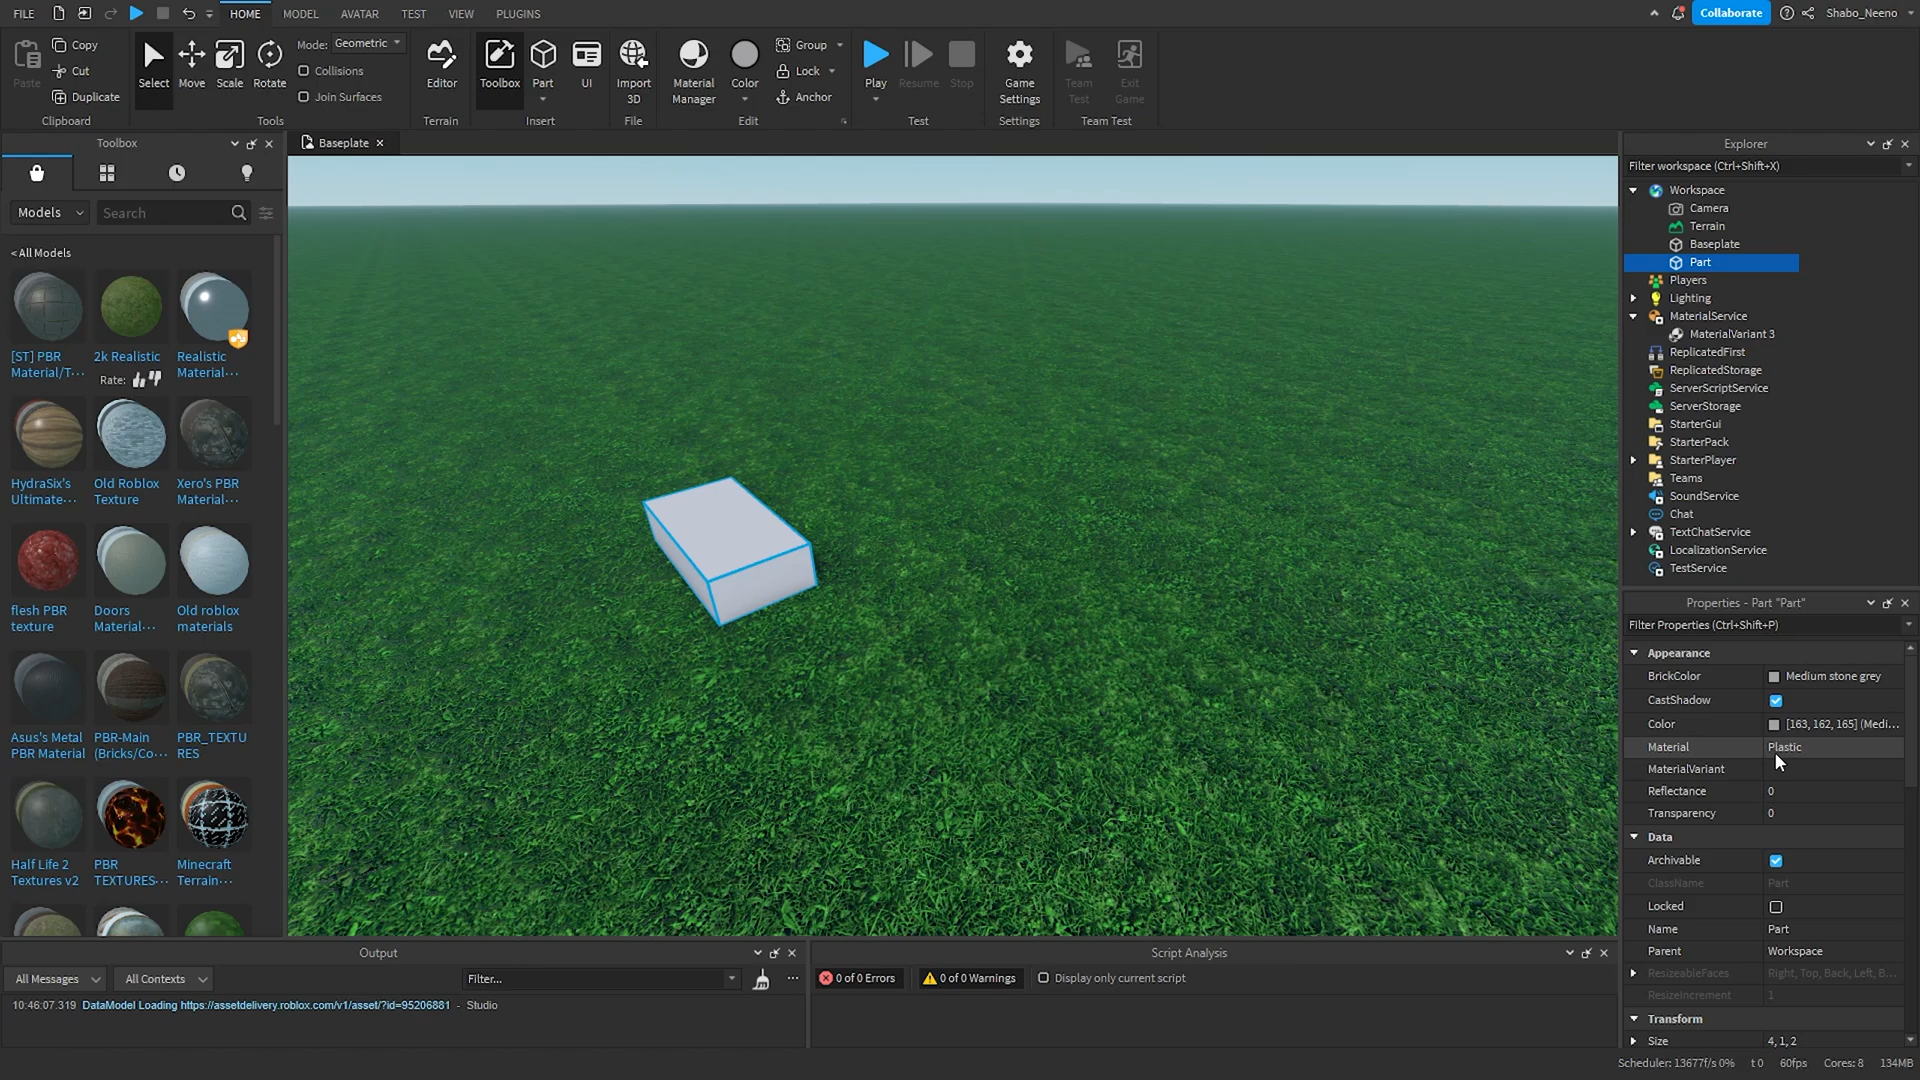 FILE
HOME
MODEL
AVATAR
TEST
VIEW
PLUGINS
Collaborate
Shabo_Neeno
Paste
Copy
Cut
Duplicate
Clipboard
Select
Move
Scale
Rotate
Mode: Geometric
Collisions
Join Surfaces
Tools
Editor
Terrain
Toolbox
Part
UI
Insert
Import
3D
File
Material
Manager
Color
Group
Lock
Anchor
Edit
Play
Resume
Stop
Test
Game
Settings
Settings
Team
Test
Exit
Game
Team Test
Toolbox
Models
Search
< All Models
[ST] PBR
Material/T...
2k Realistic
Rate:
Realistic
Material...
HydraSix's
Ultimate...
Old Roblox
Texture
Xero's PBR
Material...
flesh PBR
texture
Doors
Material...
Old roblox
materials
Asus's Metal
PBR Material
PBR-Main
(Bricks/Co...
PBR_TEXTU
RES
Half Life 2
Textures v2
PBR
TEXTURES...
Minecraft
Terrain...
Baseplate
Explorer
Filter workspace (Ctrl+Shift+X)
Workspace
Camera
Terrain
Baseplate
Part
Players
Lighting
MaterialService
MaterialVariant 3
ReplicatedFirst
ReplicatedStorage
ServerScriptService
ServerStorage
StarterGui
StarterPack
StarterPlayer
Teams
SoundService
Chat
TextChatService
LocalizationService
TestService
Properties - Part "Part"
Filter Properties (Ctrl+Shift+P)
Appearance
BrickColor Medium stone grey
CastShadow
Color [163, 162, 165] (Medi...
Material Plastic
MaterialVariant
Reflectance 0
Transparency 0
Data
Archivable
ClassName Part
Locked
Name Part
Parent Workspace
ResizeableFaces Right, Top, Back, Left, B...
ResizeIncrement 1
Transform
Size 4, 1, 2
Output
All Messages
All Contexts
Filter...
10:46:07.319 DataModel Loading https://assetdelivery.roblox.com/v1/asset/?id=95206881 - Studio
Script Analysis
0 of 0 Errors
0 of 0 Warnings
Display only current script
Scheduler: 13677f/s 0% t 0 60fps Cores: 8 134MB